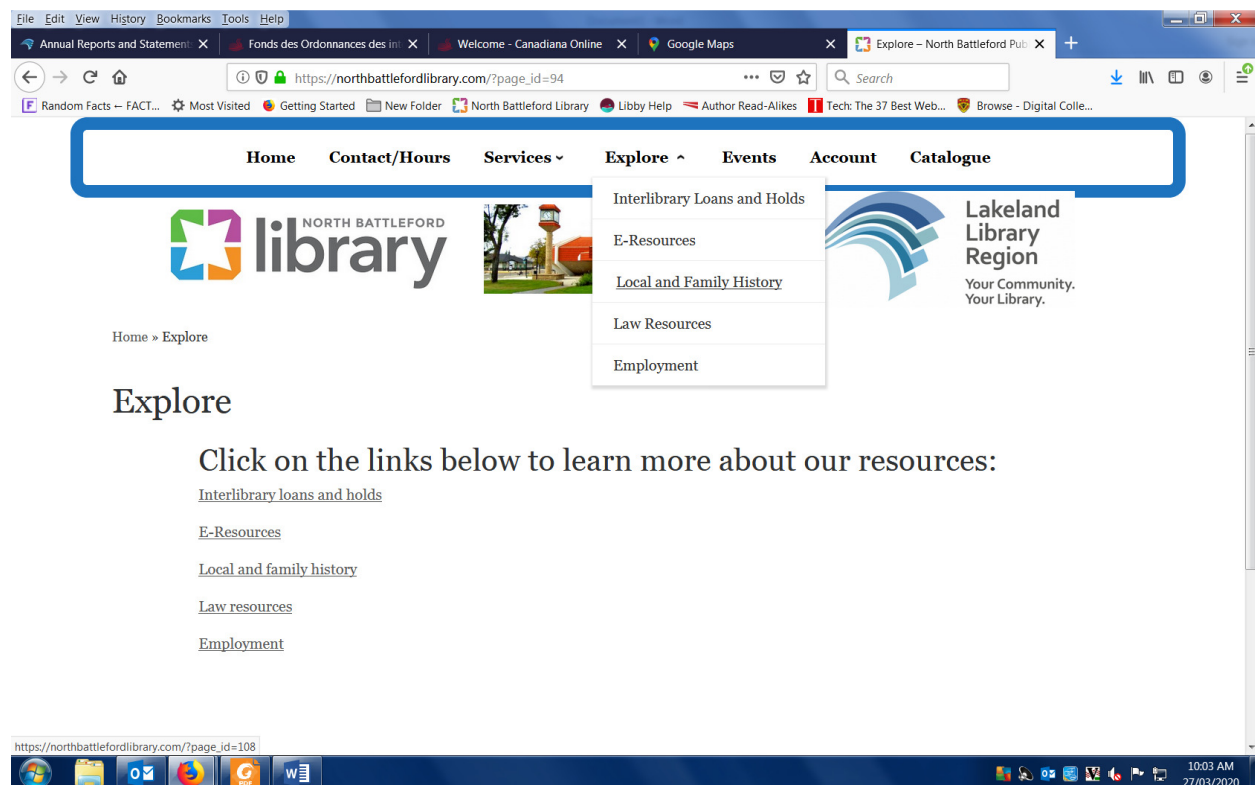 File Edit View History Bookmarks Tools Help
Annual Reports and Statement Fonds des Ordonnances des int Welcome - Canadiana Online Google Maps Explore – North Battleford Pub
https://northbattlefordlibrary.com/?page_id=94 Search
Random Facts ← FACT... Most Visited Getting Started New Folder North Battleford Library Libby Help Author Read-Alikes Tech: The 37 Best Web... Browse - Digital Colle...
Home Contact/Hours Services Explore Events Account Catalogue
Interlibrary Loans and Holds
E-Resources
Local and Family History
Law Resources
Employment
NORTH BATTLEFORD
library
Lakeland
Library
Region
Your Community.
Your Library.
Home » Explore
Explore
Click on the links below to learn more about our resources:
Interlibrary loans and holds
E-Resources
Local and family history
Law resources
Employment
https://northbattlefordlibrary.com/?page_id=108
10:03 AM
27/03/2020